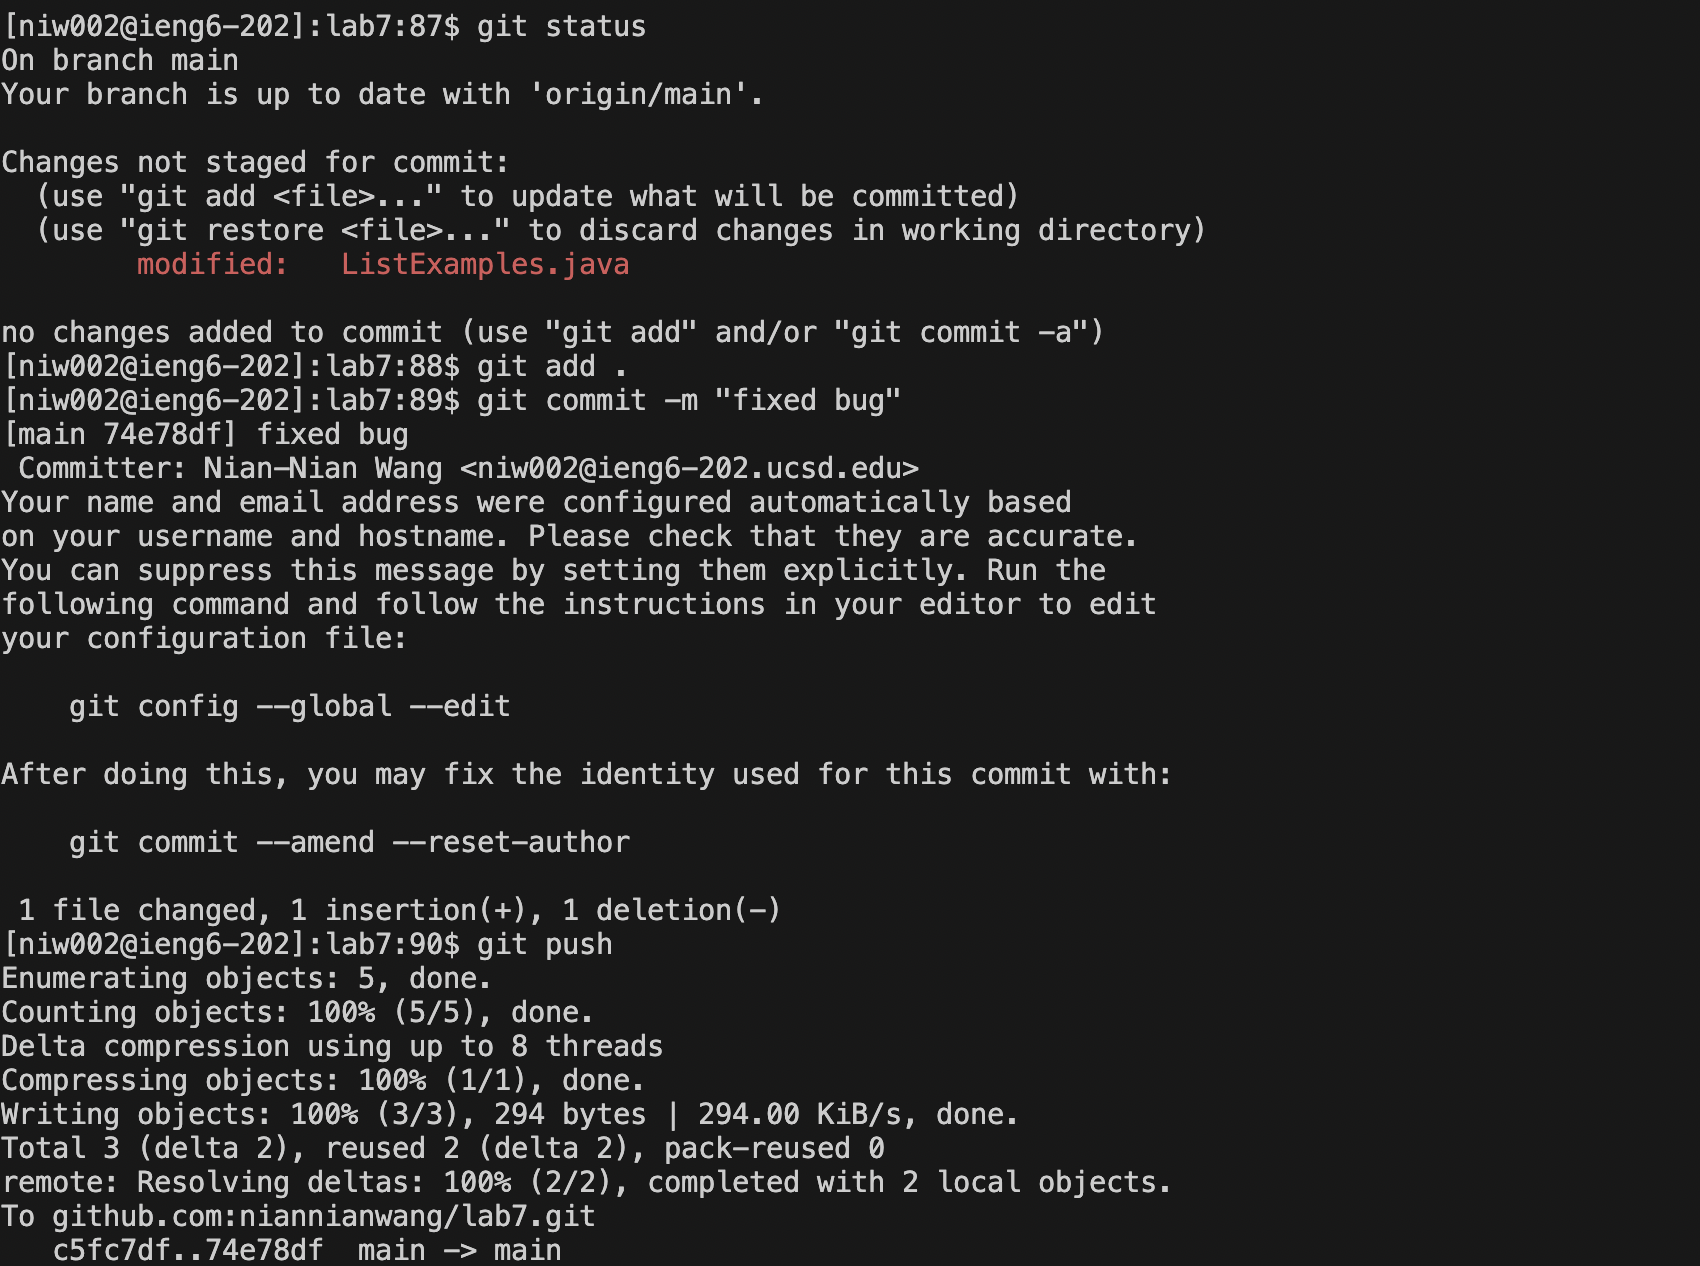 [niw002@ieng6-202]:lab7:87$ git status
On branch main
Your branch is up to date with 'origin/main'.

Changes not staged for commit:
  (use "git add <file>..." to update what will be committed)
  (use "git restore <file>..." to discard changes in working directory)
        modified:   ListExamples.java

no changes added to commit (use "git add" and/or "git commit -a")
[niw002@ieng6-202]:lab7:88$ git add .
[niw002@ieng6-202]:lab7:89$ git commit -m "fixed bug"
[main 74e78df] fixed bug
 Committer: Nian-Nian Wang <niw002@ieng6-202.ucsd.edu>
Your name and email address were configured automatically based
on your username and hostname. Please check that they are accurate.
You can suppress this message by setting them explicitly. Run the
following command and follow the instructions in your editor to edit
your configuration file:

    git config --global --edit

After doing this, you may fix the identity used for this commit with:

    git commit --amend --reset-author

 1 file changed, 1 insertion(+), 1 deletion(-)
[niw002@ieng6-202]:lab7:90$ git push
Enumerating objects: 5, done.
Counting objects: 100% (5/5), done.
Delta compression using up to 8 threads
Compressing objects: 100% (1/1), done.
Writing objects: 100% (3/3), 294 bytes | 294.00 KiB/s, done.
Total 3 (delta 2), reused 2 (delta 2), pack-reused 0
remote: Resolving deltas: 100% (2/2), completed with 2 local objects.
To github.com:niannianwang/lab7.git
   c5fc7df..74e78df  main -> main